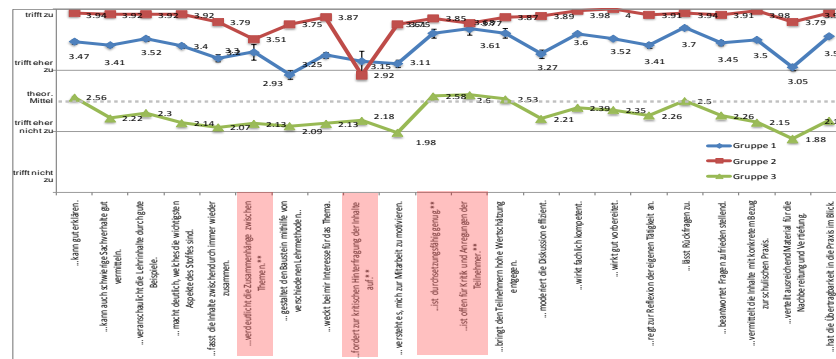 trifft zu
trifft eher
zu
theor.
Mittel
trifft eher
nicht zu
trifft nicht
zu
3.94
3.92
3.92
3.92
3.79
3.51
3.75
3.87
2.92
3.85
3.87
3.87
3.89
3.98
4
3.91
3.94
3.91
3.98
3.79
3.47
3.41
3.52
3.4
2.93
3.25
3.15
3.11
3.61
3.27
3.6
3.52
3.41
3.7
3.45
3.5
3.05
2.56
2.22
2.3
2.14
2.07
2.13
2.09
2.13
2.18
1.98
2.58
2.6
2.53
2.21
2.39
2.35
2.26
2.5
2.26
2.15
1.88
Gruppe 1
Gruppe 2
Gruppe 3
...kann gut erklären.
...kann auch schwierige Sachverhalte gut
vermitteln.
...veranschaulicht die Lehrinhalte durch gute
Beispiele.
...macht deutlich, welches die wichtigsten
Aspekte des Stoffes sind.
...fasst die Inhalte zwischendurch immer wieder
zusammen.
...verdeutlicht die Zusammenhänge zwischen
Themen.**
...gestaltet den Baustein mithilfe von
verschiedenen Lehrmethoden.
...weckt bei mir Interesse für das Thema.
...fordert zur kritischen Hinterfragung der Inhalte
auf.**
...versteht es, mich zur Mitarbeit zu motivieren.
...ist durchsetzungsfähig genug.**
...ist offen für Kritik und Anregungen der
Teilnehmer.**
...bringt den Teilnehmern hohe Wertschätzung
entgegen.
...moderiert die Diskussion effizient.
...wirkt fachlich kompetent.
...wirkt gut vorbereitet.
...regt zur Reflexion der eigenen Tätigkeit an.
...lässt Rückfragen zu.
...beantwortet Fragen zufrieden stellend.
...vermittelt die Inhalte mit konkretem Bezug
zur schulischen Praxis.
...verteilt ausreichend Material für die
Nachbereitung und Vertiefung.
...hat die Übertragbarkeit in die Praxis im Blick.